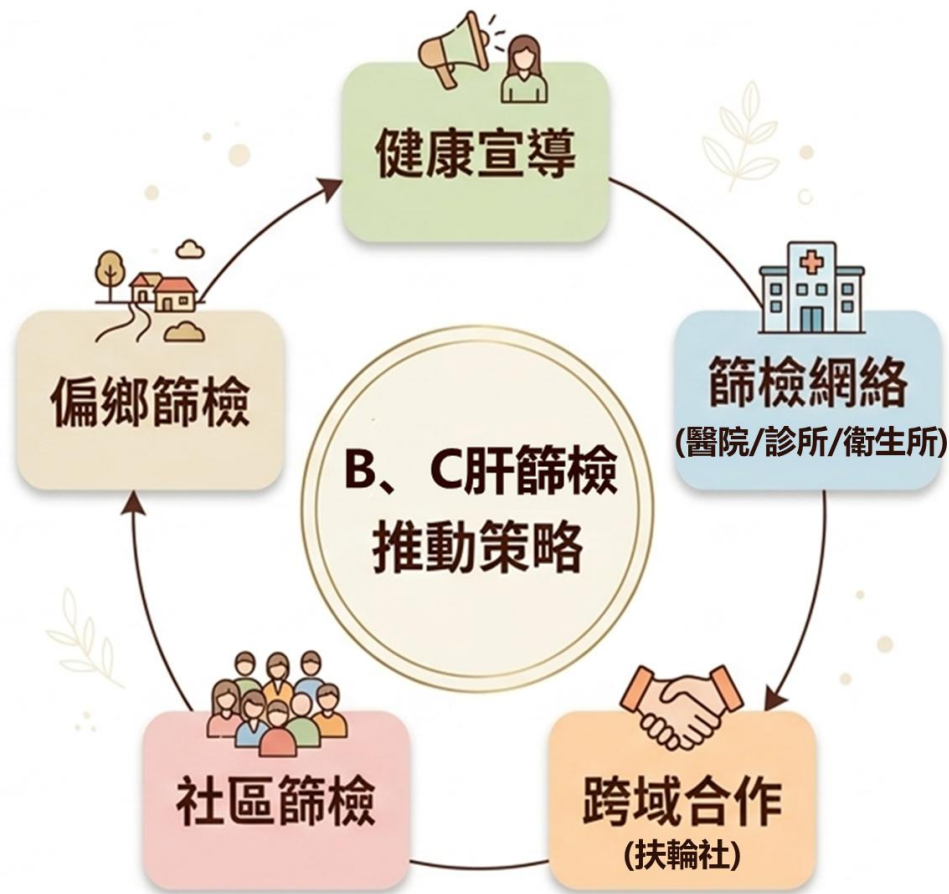 健康宣導
篩檢網絡
(醫院/診所/衛生所)
跨域合作
(扶輪社)
社區篩檢
偏鄉篩檢
B、C肝篩檢
推動策略